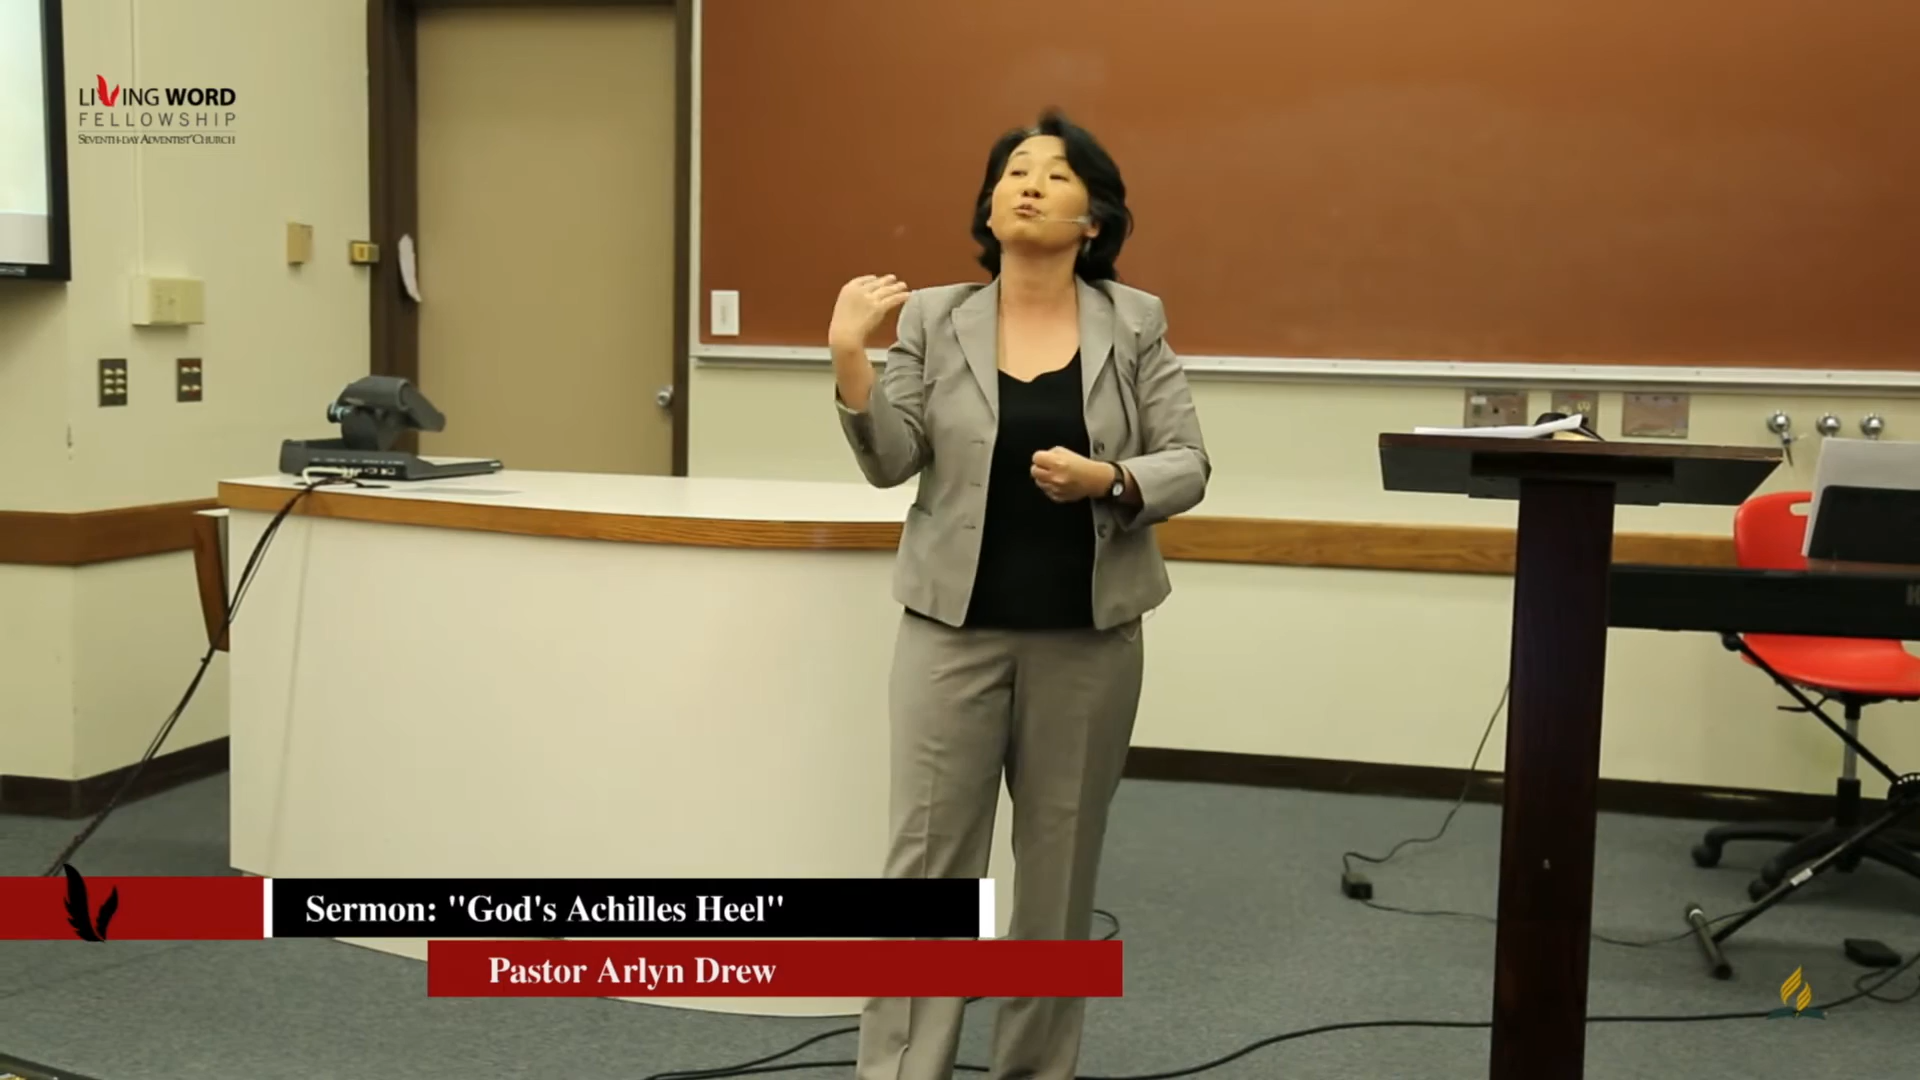 LIVING WORD
FELLOWSHIP
SEVENTH-DAY ADVENTIST CHURCH
Sermon: "God's Achilles Heel"
Pastor Arlyn Drew